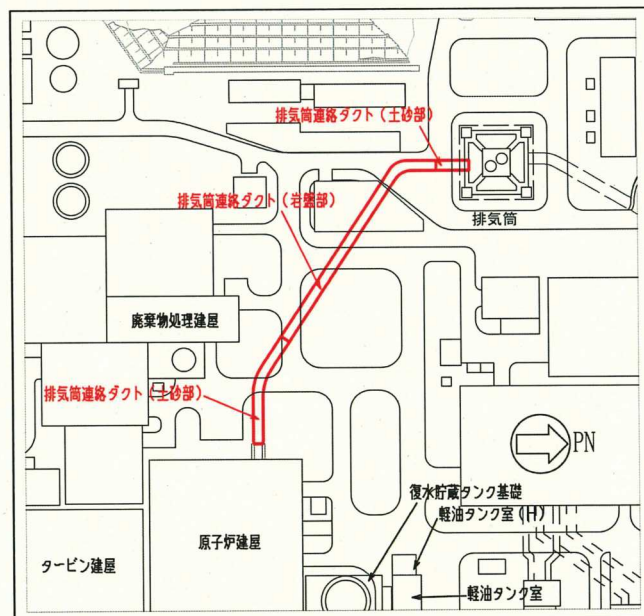 排気筒連絡ダクト（土砂部）
排気筒連絡ダクト（岩盤部）
排気筒
廃棄物処理建屋
排気筒連絡ダクト（土砂部）
PN
復水貯蔵タンク基礎
軽油タンク室（H）
原子炉建屋
タービン建屋
軽油タンク室